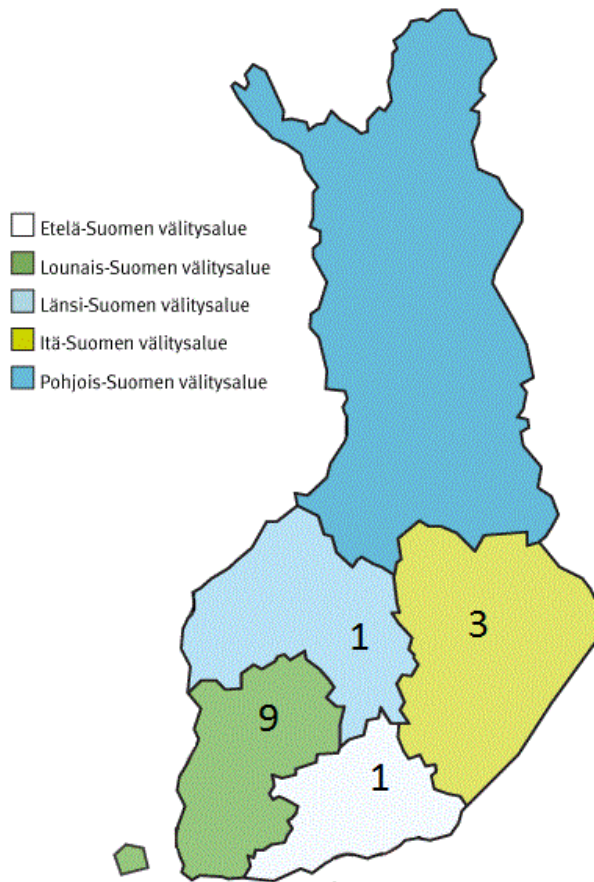 Etelä-Suomen välitysalue
Lounais-Suomen välitysalue
Länsi-Suomen välitysalue
Itä-Suomen välitysalue
Pohjois-Suomen välitysalue
1
3
9
1